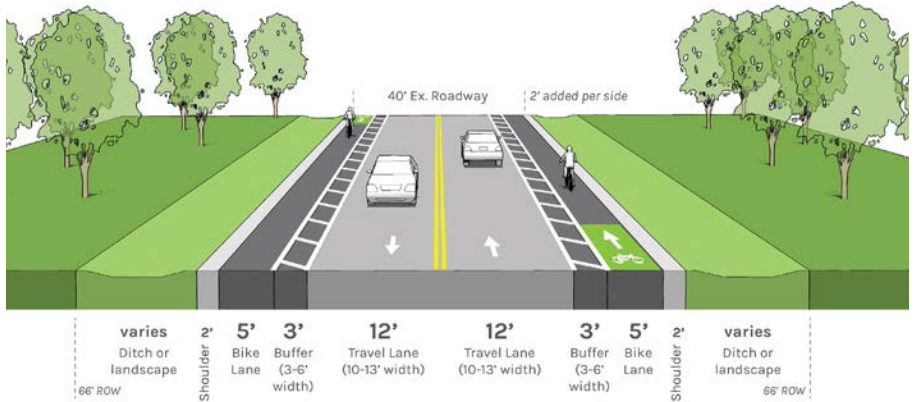 40' Ex. Roadway
2' added per side
varies
Ditch or
landscape
66' ROW
Shoulder 2'
5'
Bike
Lane
3'
Buffer
(3-6'
width)
12'
Travel Lane
(10-13' width)
12'
Travel Lane
(10-13' width)
3'
Buffer
(3-6'
width)
5'
Bike
Lane
Shoulder 2'
varies
Ditch or
landscape
66' ROW